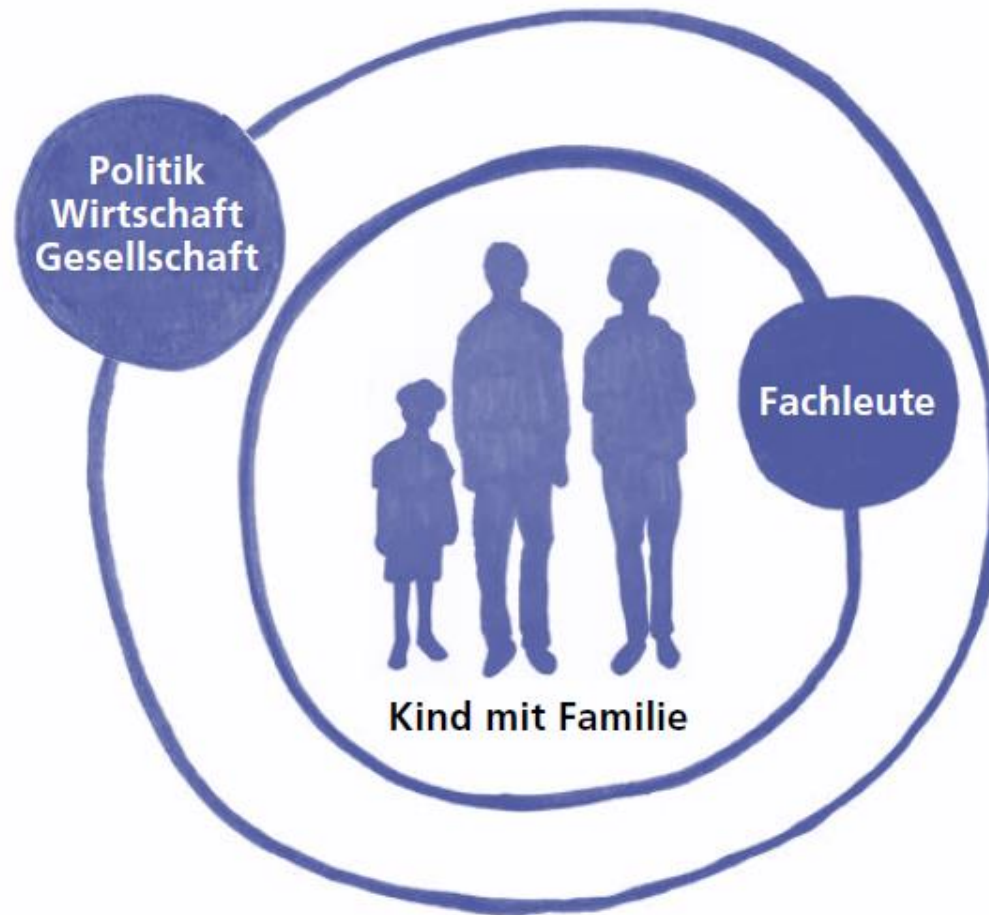 Politik
Wirtschaft
Gesellschaft
Fachleute
Kind mit Familie